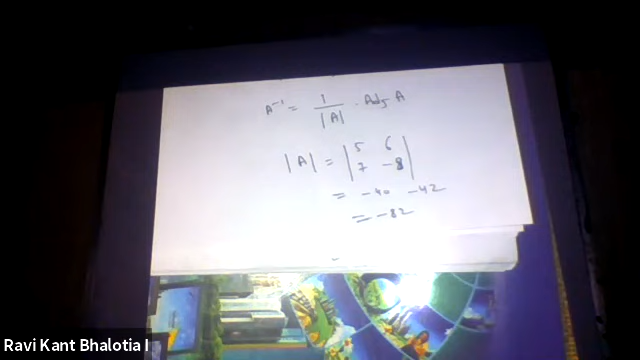 A⁻¹ = 1/|A| . Adj A
|A| = |5 6|
|7 -8|
= -40 -42
= -82
Ravi Kant Bhalotia I